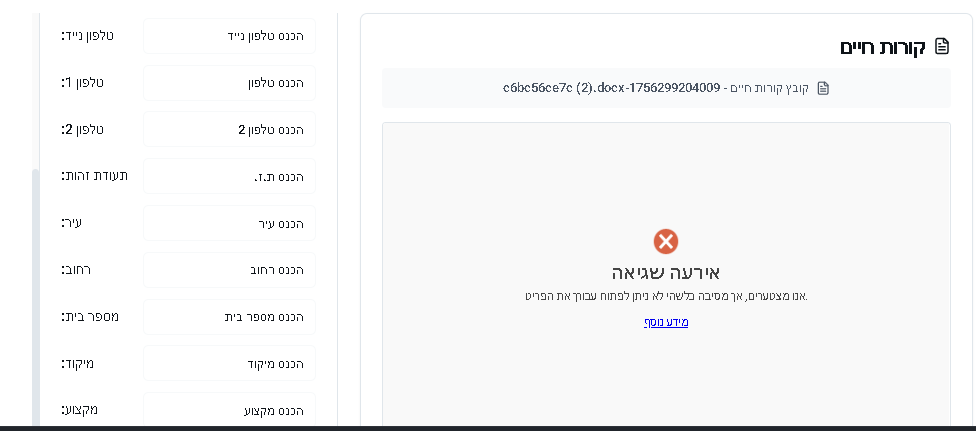 קורות חיים
קובץ קורות חיים - c6bc56ce7c (2).docx-1756299204009
אירעה שגיאה
אנו מצטערים, אך מסיבה כלשהי לא ניתן לפתוח עבורך את הפריט.
מידע נוסף
טלפון נייד: הכנס טלפון נייד
טלפון 1: הכנס טלפון
טלפון 2: הכנס טלפון 2
תעודת זהות: הכנס ת.ז.
עיר: הכנס עיר
רחוב: הכנס רחוב
מספר בית: הכנס מספר בית
מיקוד: הכנס מיקוד
מקצוע: הכנס מקצוע